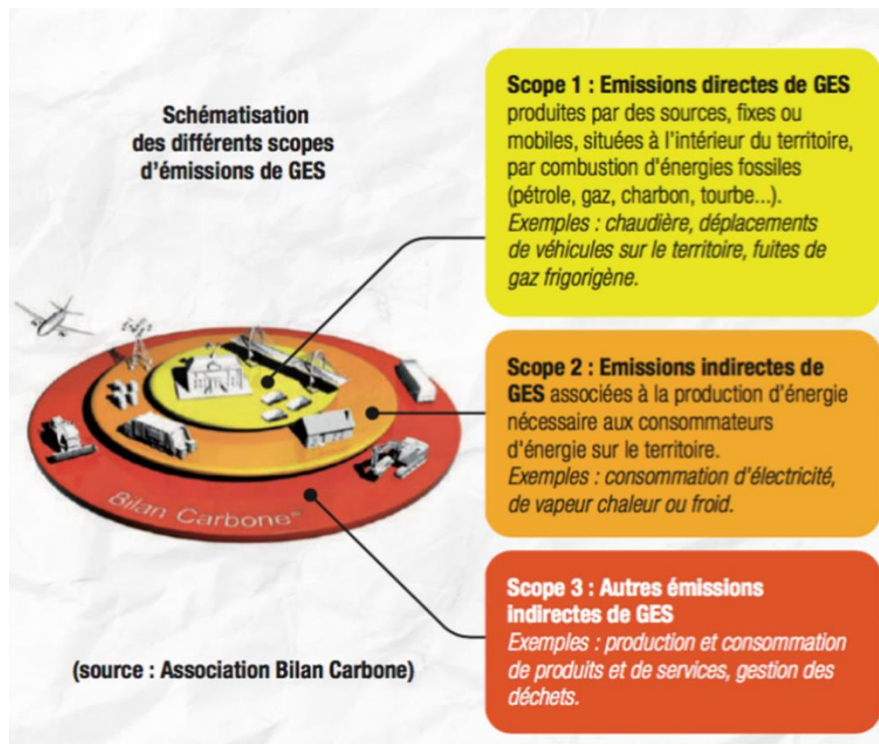 Schématisation
des différents scopes
d'émissions de GES
Scope 1 : Emissions directes de GES
produites par des sources, fixes ou
mobiles, situées à l'intérieur du territoire,
par combustion d'énergies fossiles
(pétrole, gaz, charbon, tourbe...).
Exemples : chaudière, déplacements
de véhicules sur le territoire, fuites de
gaz frigorigène.
Scope 2 : Emissions indirectes de
GES associées à la production d'énergie
nécessaire aux consommateurs
d'énergie sur le territoire.
Exemples : consommation d'électricité,
de vapeur chaleur ou froid.
Bilan Carbone®
Scope 3 : Autres émissions
indirectes de GES
Exemples : production et consommation
de produits et de services, gestion des
déchets.
(source : Association Bilan Carbone)